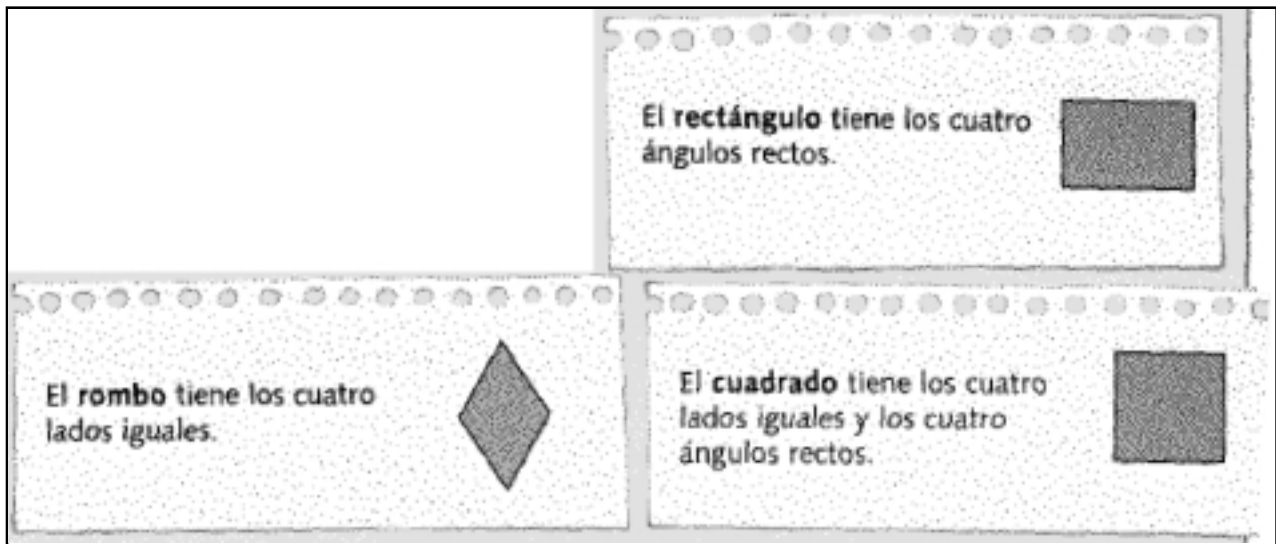 El rectángulo tiene los cuatro
ángulos rectos.
El rombo tiene los cuatro
lados iguales.
El cuadrado tiene los cuatro
lados iguales y los cuatro
ángulos rectos.